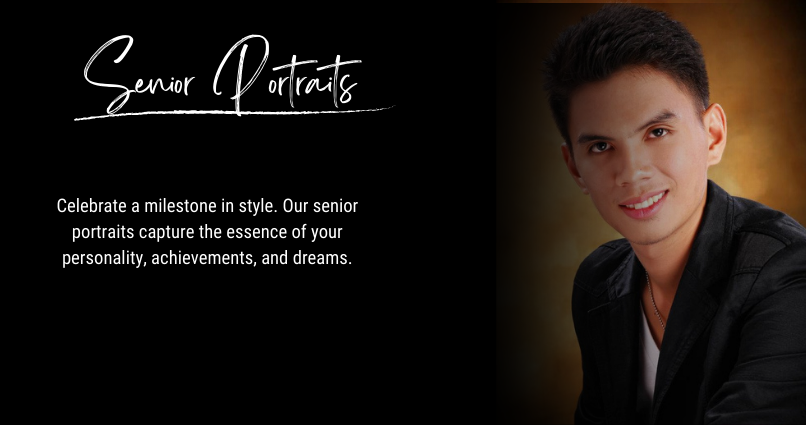 Senior Portraits
Celebrate a milestone in style. Our senior
portraits capture the essence of your
personality, achievements, and dreams.